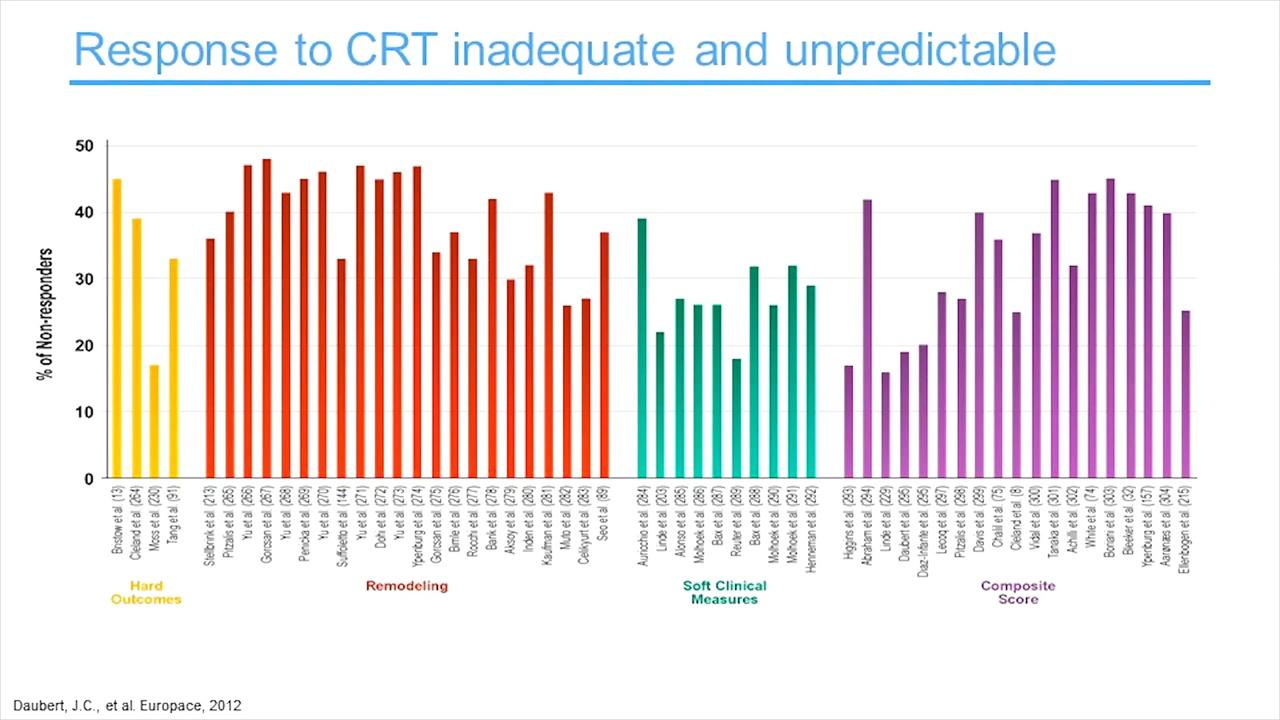 Response to CRT inadequate and unpredictable
% of Non-responders
50
40
30
20
10
0
Bristow et al (13)
Cleland et al (264)
Moss et al (230)
Tang et al (91)
Stellbrink et al (213)
Pitzalis et al (265)
Yu et al (266)
Gorcsan et al (267)
Yu et al (268)
Penicka et al (269)
Yu et al (270)
Suffoletto et al (144)
Yu et al (271)
Dohi et al (272)
Yu et al (273)
Ypenburg et al (274)
Gorcsan et al (275)
Birnie et al (276)
Rocchi et al (277)
Bank et al (278)
Aksoy et al (279)
Inden et al (280)
Kaufman et al (281)
Muto et al (282)
Celikyurt et al (283)
Seo et al (89)
Auricchio et al (284)
Linde et al (203)
Alonso et al (285)
Molhoek et al (286)
Bax et al (287)
Reuter et al (289)
Bax et al (288)
Molhoek et al (290)
Molhoek et al (291)
Henneman et al (292)
Higgins et al (293)
Abraham et al (294)
Linde et al (229)
Daubert et al (295)
Diaz-Infante et al (295)
Lecoq et al (297)
Pitzalis et al (298)
Davis et al (299)
Chalil et al (75)
Cleland et al (8)
Vidal et al (300)
Tanaka et al (301)
Achilli et al (302)
White et al (74)
Bonani et al (303)
Bleeker et al (32)
Ypenburg et al (157)
Aarønæs et al (304)
Ellenbogen et al (215)
Hard
Outcomes
Remodeling
Soft Clinical
Measures
Composite
Score
Daubert, J.C., et al. Europace, 2012